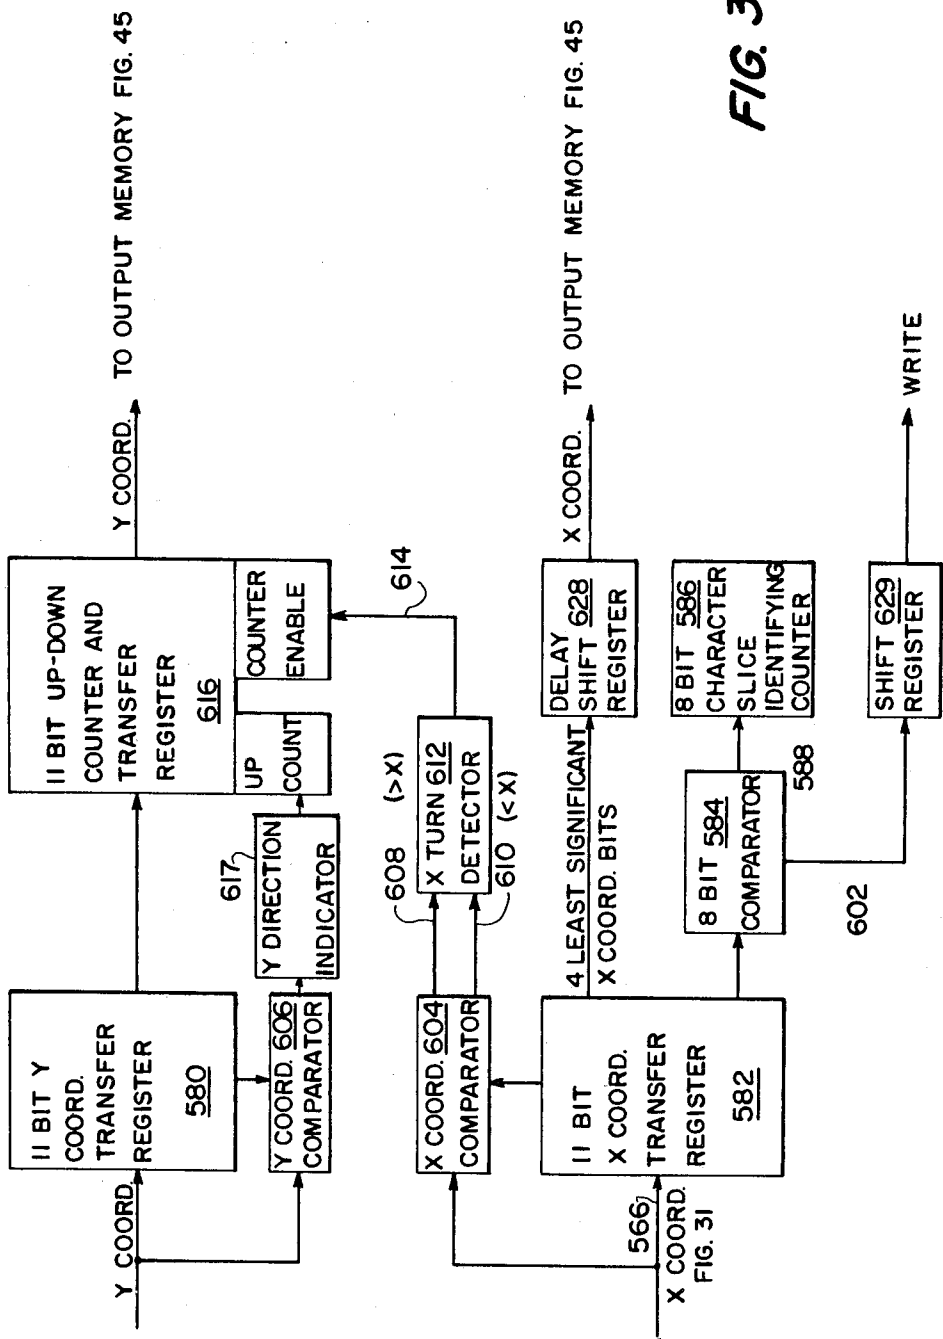 Y COORD.
11 BIT Y
COORD.
TRANSFER
REGISTER
580
Y COORD. 606
COMPARATOR
617
Y DIRECTION
INDICATOR
11 BIT UP-DOWN
COUNTER AND
TRANSFER
REGISTER
616
UP
COUNT
COUNTER
ENABLE
Y COORD.
TO OUTPUT MEMORY FIG. 45
X COORD. 604
COMPARATOR
608 (>X)
X TURN 612
DETECTOR
610 (<X)
614
566
X COORD.
FIG. 31
11 BIT
X COORD.
TRANSFER
REGISTER
582
4 LEAST SIGNIFICANT
X COORD. BITS
DELAY
SHIFT 628
REGISTER
X COORD.
TO OUTPUT MEMORY FIG. 45
8 BIT 584
COMPARATOR
588
8 BIT 586
CHARACTER
SLICE
IDENTIFYING
COUNTER
602
SHIFT 629
REGISTER
WRITE
FIG. 3